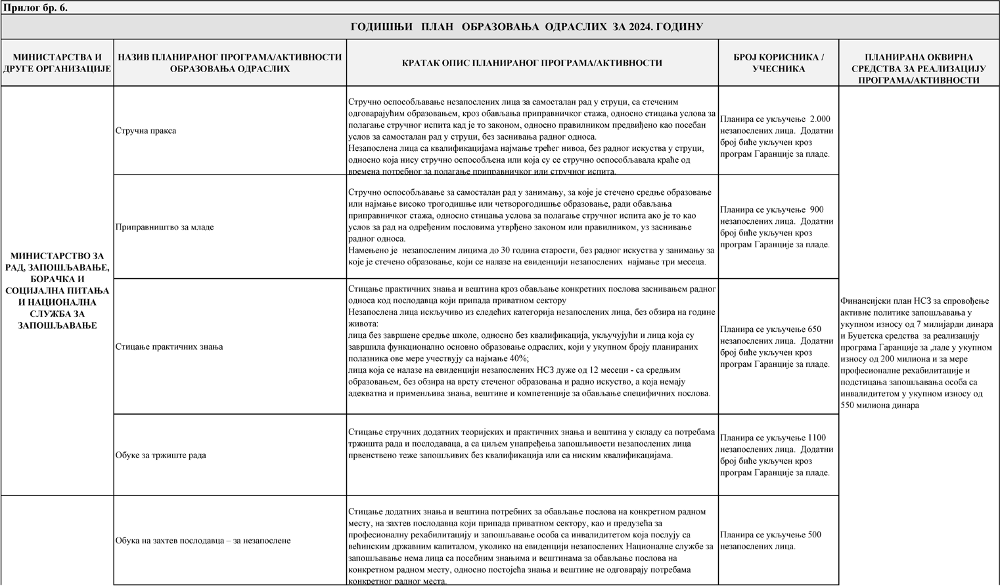 Прилог бр. 6.
ГОДИШЊИ ПЛАН ОБРАЗОВАЊА ОДРАСЛИХ ЗА 2024. ГОДИНУ
МИНИСТАРСТВА И
ДРУГЕ ОРГАНИЗАЦИЈЕ
НАЗИВ ПЛАНИРАНОГ ПРОГРАМА/АКТИВНОСТИ
ОБРАЗОВАЊА ОДРАСЛИХ
КРАТАК ОПИС ПЛАНИРАНОГ ПРОГРАМА/АКТИВНОСТИ
БРОЈ КОРИСНИКА /
УЧЕСНИКА
ПЛАНИРАНА ОКВИРНА
СРЕДСТВА ЗА РЕАЛИЗАЦИЈУ
ПРОГРАМА/АКТИВНОСТИ
МИНИСТАРСТВО ЗА
РАД, ЗАПОШЉАВАЊЕ,
БОРАЧКА И
СОЦИЈАЛНА ПИТАЊА
И НАЦИОНАЛНА
СЛУЖБА ЗА
ЗАПОШЉАВАЊЕ
Стручна пракса
Стручно оспособљавање незапослених лица за самосталан рад у струци, са стеченим
одговарајућим образовањем, кроз обављања приправничког стажа, односно стицања услова за
полагање стручног испита кад је то законом, односно правилником предвиђено као посебан
услов за самосталан рад у струци, без заснивања радног односа.
Незапослена лица са квалификацијама најмање трећег нивоа, без радног искуства у струци,
односно која нису стручно оспособљена или која су се стручно оспособљавала краће од
времена потребног за полагање приправничког или стручног испита.
Планира се укључење 2.000
незапослених лица. Додатни
број биће укључен кроз
програм Гаранције за пладе.
Приправништво за младе
Стручно оспособљавање за самосталан рад у занимању, за које је стечено средње образовање
или најмање високо трогодишње или четворогодишње образовање, ради обављања
приправничког стажа, односно стицања услова за полагање стручног испита ако је то као
услов за рад на одређеним пословима утврђено законом или правилником, уз заснивање
радног односа.
Намењено је незапосленим лицима до 30 година старости, без радног искуства у занимању за
које је стечено образовање, који се налазе на евиденцији незапослених најмање три месеца.
Планира се укључење 900
незапослених лица. Додатни
број биће укључен кроз
програм Гаранције за пладе.
Стицање практичних знања
Стицање практичних знања и вештина кроз обављање конкретних послова заснивањем радног
односа код послодавца који припада приватном сектору
Незапослена лица искључиво из следећих категорија незапослених лица, без обзира на године
живота:
лица без завршене средње школе, односно без квалификација, укључујући и лица која су
завршила функционално основно образовање одраслих, који у укупном броју планираних
полазника ове мере учествују са најмање 40%;
лица која се налазе на евиденцији незапослених НСЗ дуже од 12 месеци - са средњим
образовањем, без обзира на врсту стеченог образовања и радно искуство, а која немају
адекватна и применљива знања, вештине и компетенције за обављање специфичних послова.
Планира се укључење 650
незапослених лица. Додатни
број биће укључен кроз
програм Гаранције за пладе.
Финансијски план НСЗ за спровођење
активне политике запошљавања у
укупном износу од 7 милијарди динара
и Буџетска средства за реализацију
програма Гаранције за ,ладе у укупном
износу од 200 милиона и за мере
професионалне рехабилитације и
подстицања запошљавања особа са
инвалидитетом у укупном износу од
550 милиона динара
Обуке за тржиште рада
Стицање стручних додатних теоријских и практичних знања и вештина у складу са потребама
тржишта рада и послодаваца, а са циљем унапређења запошљивости незапослених лица
првенствено теже запошљивих без квалификација или са ниским квалификацијама.
Планира се укључење 1100
незапослених лица. Додатни
број биће укључен кроз
програм Гаранције за пладе.
Обука на захтев послодавца – за незапослене
Стицање додатних знања и вештина потребних за обављање послова на конкретном радном
месту, на захтев послодавца који припада приватном сектору, као и предузећа за
професионалну рехабилитацију и запошљавање особа са инвалидитетом која послују са
већинским државним капиталом, уколико на евиденцији незапослених Националне службе за
запошљавање нема лица са посебним знањима и вештинама за обављање послова на
конкретном радном месту, односно постојећа знања и вештине не одговарају потребама
конкретног радног места.
Планира се укључење 500
незапослених лица.